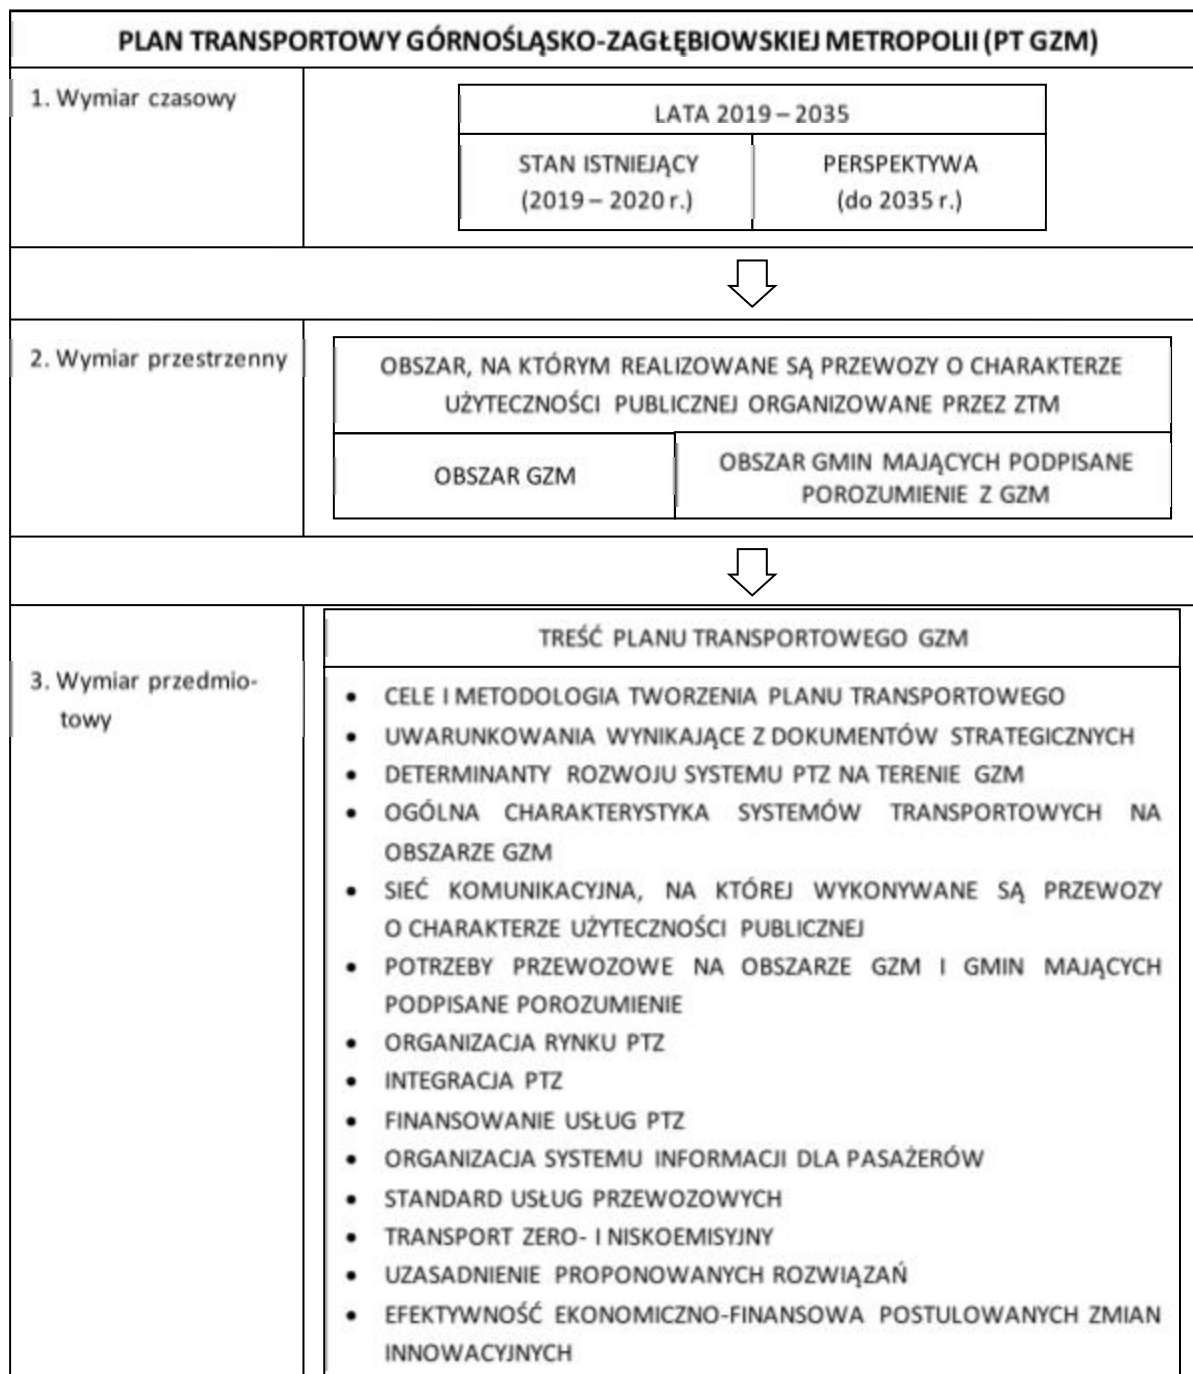 PLAN TRANSPORTOWY GÓRNOŚLĄSKO-ZAGŁĘBIOWSKIEJ METROPOLII (PT GZM)
1. Wymiar czasowy
LATA 2019 – 2035
STAN ISTNIEJĄCY
(2019 – 2020 r.)
PERSPEKTYWA
(do 2035 r.)
2. Wymiar przestrzenny
OBSZAR, NA KTÓRYM REALIZOWANE SĄ PRZEWOZY O CHARAKTERZE
UŻYTECZNOŚCI PUBLICZNEJ ORGANIZOWANE PRZEZ ZTM
OBSZAR GZM
OBSZAR GMIN MAJĄCYCH PODPISANE
POROZUMIENIE Z GZM
3. Wymiar przedmio-
towy
TREŚĆ PLANU TRANSPORTOWEGO GZM
• CELE I METODOLOGIA TWORZENIA PLANU TRANSPORTOWEGO
• UWARUNKOWANIA WYNIKAJĄCE Z DOKUMENTÓW STRATEGICZNYCH
• DETERMINANTY ROZWOJU SYSTEMU PTZ NA TERENIE GZM
• OGÓLNA CHARAKTERYSTYKA SYSTEMÓW TRANSPORTOWYCH NA
OBSZARZE GZM
• SIEĆ KOMUNIKACYJNA, NA KTÓREJ WYKONYWANE SĄ PRZEWOZY
O CHARAKTERZE UŻYTECZNOŚCI PUBLICZNEJ
• POTRZEBY PRZEWOZOWE NA OBSZARZE GZM I GMIN MAJĄCYCH
PODPISANE POROZUMIENIE
• ORGANIZACJA RYNKU PTZ
• INTEGRACJA PTZ
• FINANSOWANIE USŁUG PTZ
• ORGANIZACJA SYSTEMU INFORMACJI DLA PASAŻERÓW
• STANDARD USŁUG PRZEWOZOWYCH
• TRANSPORT ZERO- I NISKOEMISYJNY
• UZASADNIENIE PROPONOWANYCH ROZWIĄZAŃ
• EFEKTYWNOŚĆ EKONOMICZNO-FINANSOWA POSTULOWANYCH ZMIAN
INNOWACYJNYCH